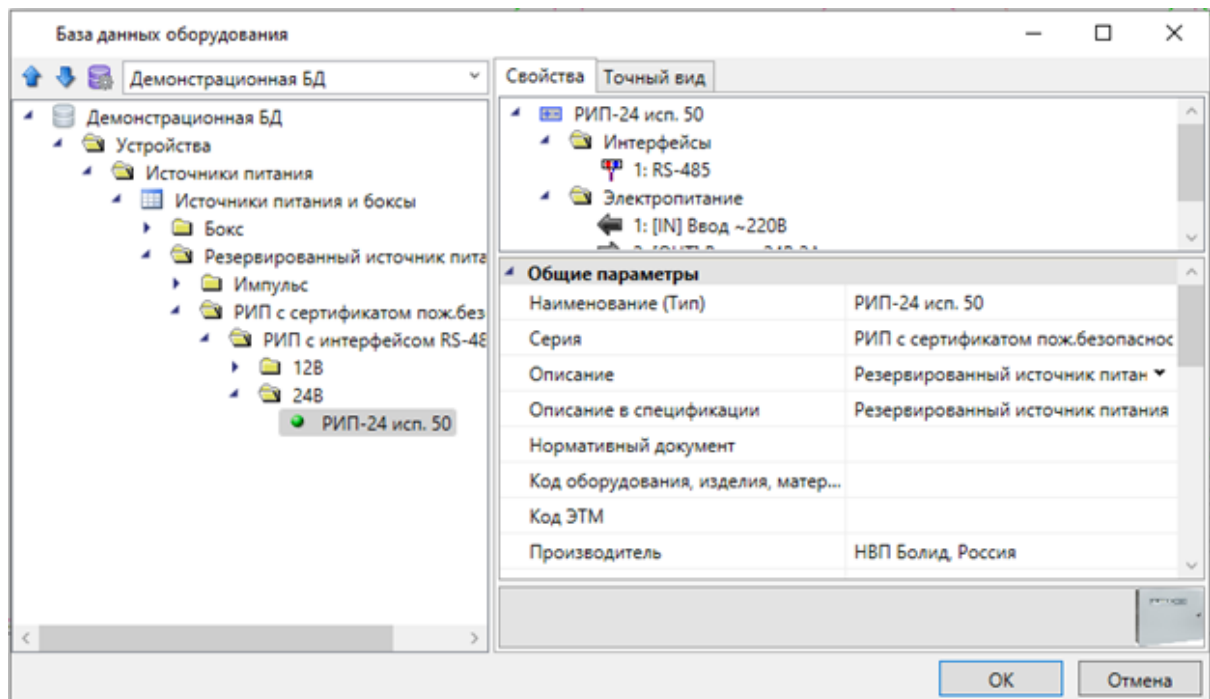 База данных оборудования
Демонстрационная БД
Демонстрационная БД
Устройства
Источники питания
Источники питания и боксы
Бокс
Резервированный источник пита
Импульс
РИП с сертификатом пож.без
РИП с интерфейсом RS-48
12В
24В
РИП-24 исп. 50
Свойства Точный вид
РИП-24 исп. 50
Интерфейсы
1: RS-485
Электропитание
1: [IN] Ввод ~220В
Общие параметры
Наименование (Тип) РИП-24 исп. 50
Серия РИП с сертификатом пож.безопаснос
Описание Резервированный источник питан
Описание в спецификации Резервированный источник питания
Нормативный документ
Код оборудования, изделия, матер...
Код ЭТМ
Производитель НВП Болид, Россия
ОК Отмена